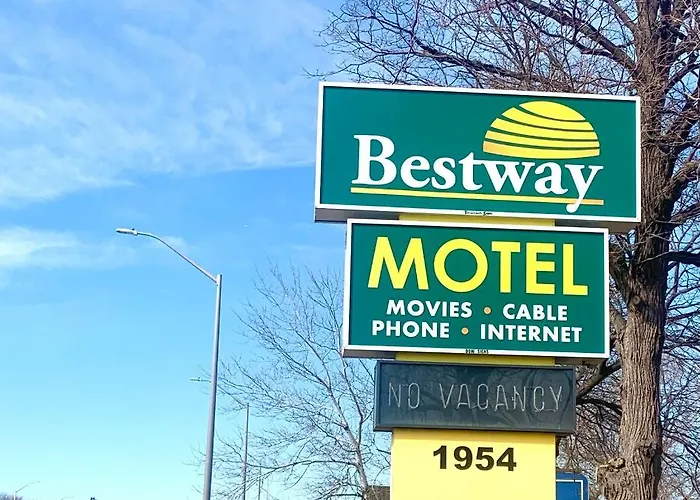 Bestway
MOTEL
MOVIES • CABLE
PHONE • INTERNET
NO VACANCY
1954